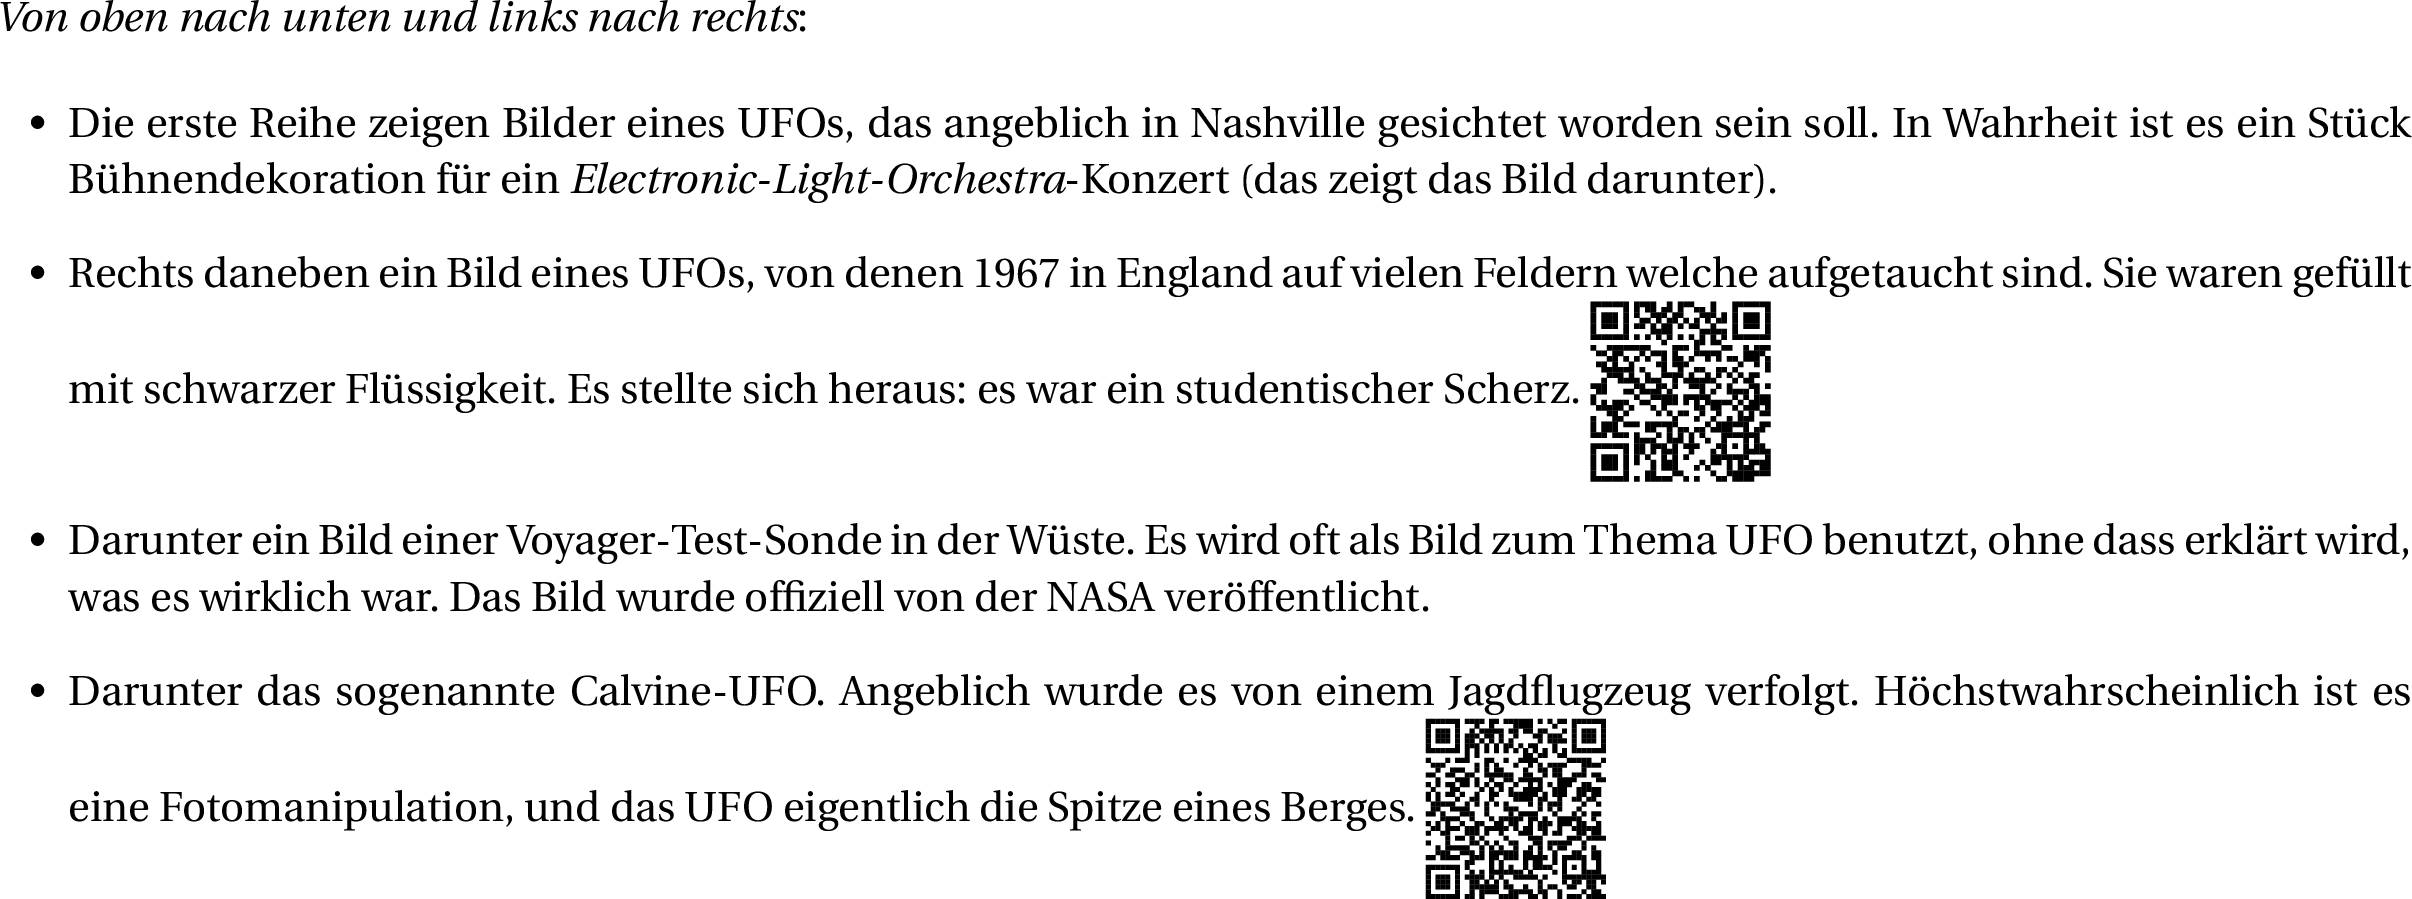 Von oben nach unten und links nach rechts:
• Die erste Reihe zeigen Bilder eines UFOs, das angeblich in Nashville gesichtet worden sein soll. In Wahrheit ist es ein Stück
Bühnendekoration für ein Electronic-Light-Orchestra-Konzert (das zeigt das Bild darunter).
• Rechts daneben ein Bild eines UFOs, von denen 1967 in England auf vielen Feldern welche aufgetaucht sind. Sie waren gefüllt
mit schwarzer Flüssigkeit. Es stellte sich heraus: es war ein studentischer Scherz.
• Darunter ein Bild einer Voyager-Test-Sonde in der Wüste. Es wird oft als Bild zum Thema UFO benutzt, ohne dass erklärt wird,
was es wirklich war. Das Bild wurde offiziell von der NASA veröffentlicht.
• Darunter das sogenannte Calvine-UFO. Angeblich wurde es von einem Jagdflugzeug verfolgt. Höchstwahrscheinlich ist es
eine Fotomanipulation, und das UFO eigentlich die Spitze eines Berges.